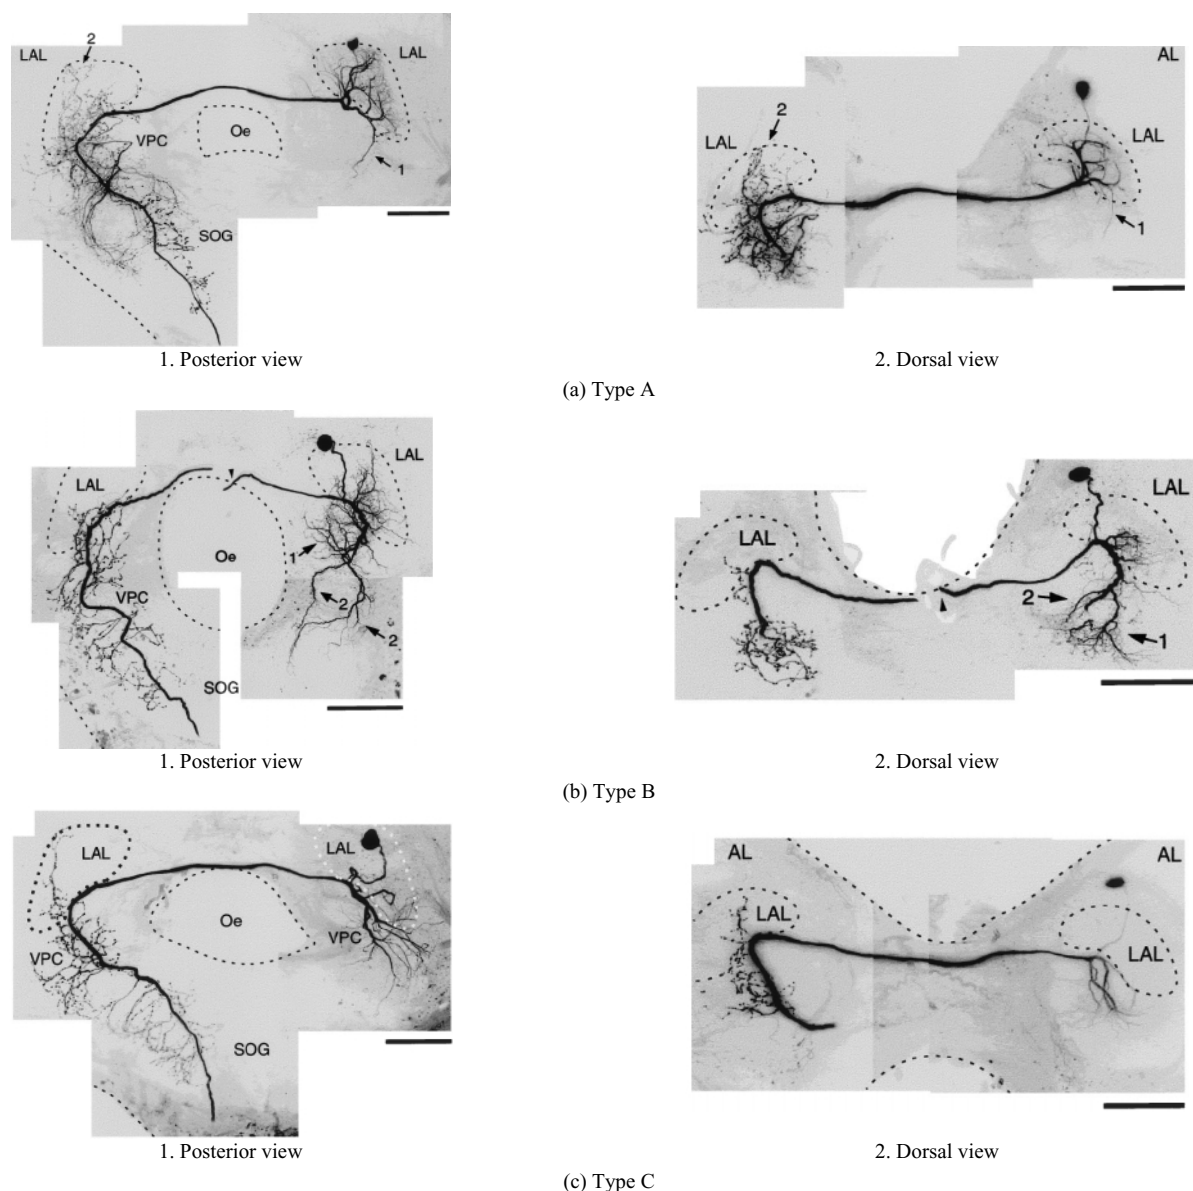 2
LAL
LAL
Oe
VPC
1
SOG
1. Posterior view
AL
2
LAL
LAL
1
2. Dorsal view
(a) Type A
LAL
LAL
Oe
1
VPC
2
2
SOG
1. Posterior view
LAL
LAL
2
1
2. Dorsal view
(b) Type B
LAL
LAL
Oe
VPC
VPC
SOG
1. Posterior view
AL
AL
LAL
LAL
2. Dorsal view
(c) Type C